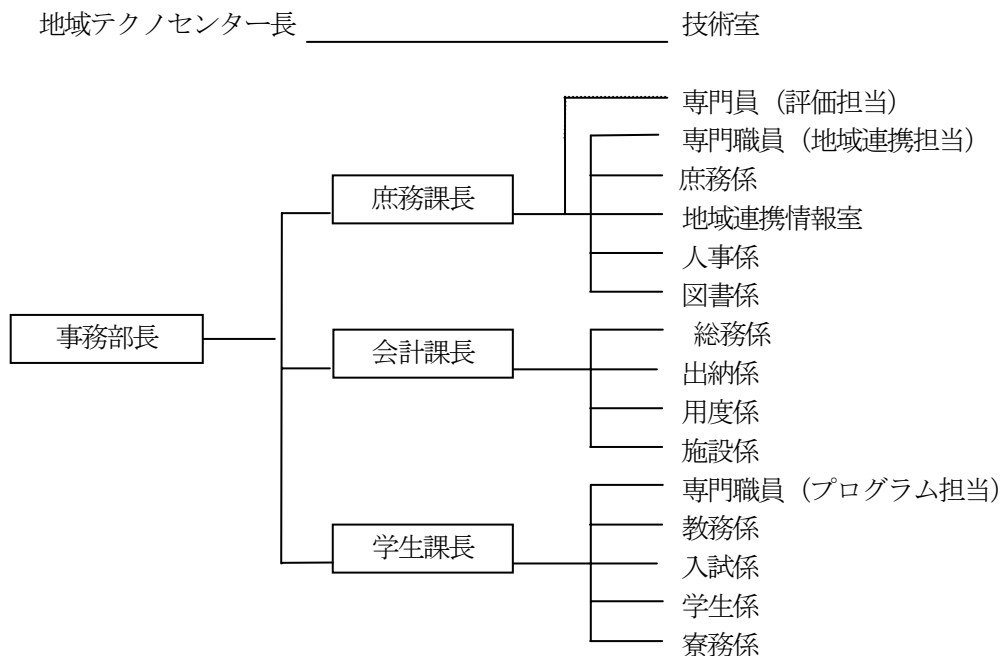 地域テクノセンター長 技術室
専門員（評価担当）
専門職員（地域連携担当）
庶務課長
庶務係
地域連携情報室
人事係
図書係
事務部長
会計課長
総務係
出納係
用度係
施設係
学生課長
専門職員（プログラム担当）
教務係
入試係
学生係
寮務係